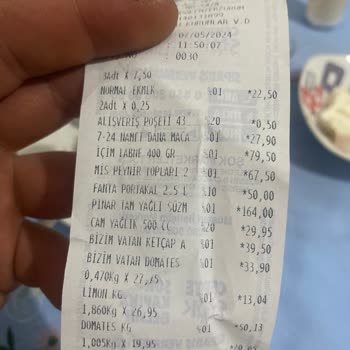 KURUMLAR V.D
02/05/2024
11:50:07
0030
3adt X 7,50
NORMAL EKMEK %01 *22,50
2Adt X 0,25
ALIŞVERİŞ POŞETİ 43 %20 *0,50
7-24 NANET DANA MACA %01 *27,90
İÇİM LABNE 400 GR %01 *79,50
MIS PEYNIR TOPLARI 2 %01 *67,50
FANTA PORTAKAL 2.5 L %10 *50,00
PINAR TAM YAĞLI SÜZM %01 *164,00
CAM YAĞLIK 500 CC %20 *29,95
BİZİM VATAN KETÇAP A %01 *39,50
BİZİM VATAN DOMATES %01 *33,90
0,470Kg X 27,75
LİMON KG %01 *13,04
1,860Kg X 26,95
DOMATES KG %01 *50,13
1,005Kg X 19,95